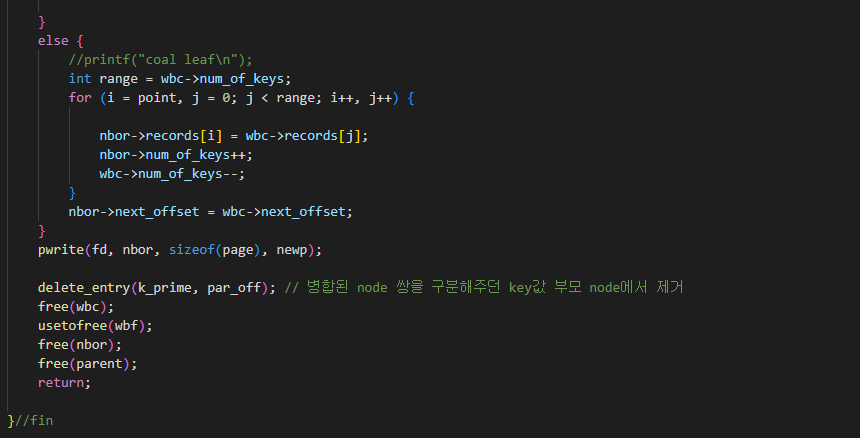 }
else {
//printf("coal leaf\n");
int range = wbc->num_of_keys;
for (i = point, j = 0; j < range; i++, j++) {
nbor->records[i] = wbc->records[j];
nbor->num_of_keys++;
wbc->num_of_keys--;
}
nbor->next_offset = wbc->next_offset;
}
pwrite(fd, nbor, sizeof(page), newp);
delete_entry(k_prime, par_off); // 병합된 node 쌍을 구분해주던 key값 부모 node에서 제거
free(wbc);
usetofree(wbf);
free(nbor);
free(parent);
return;
}//fin